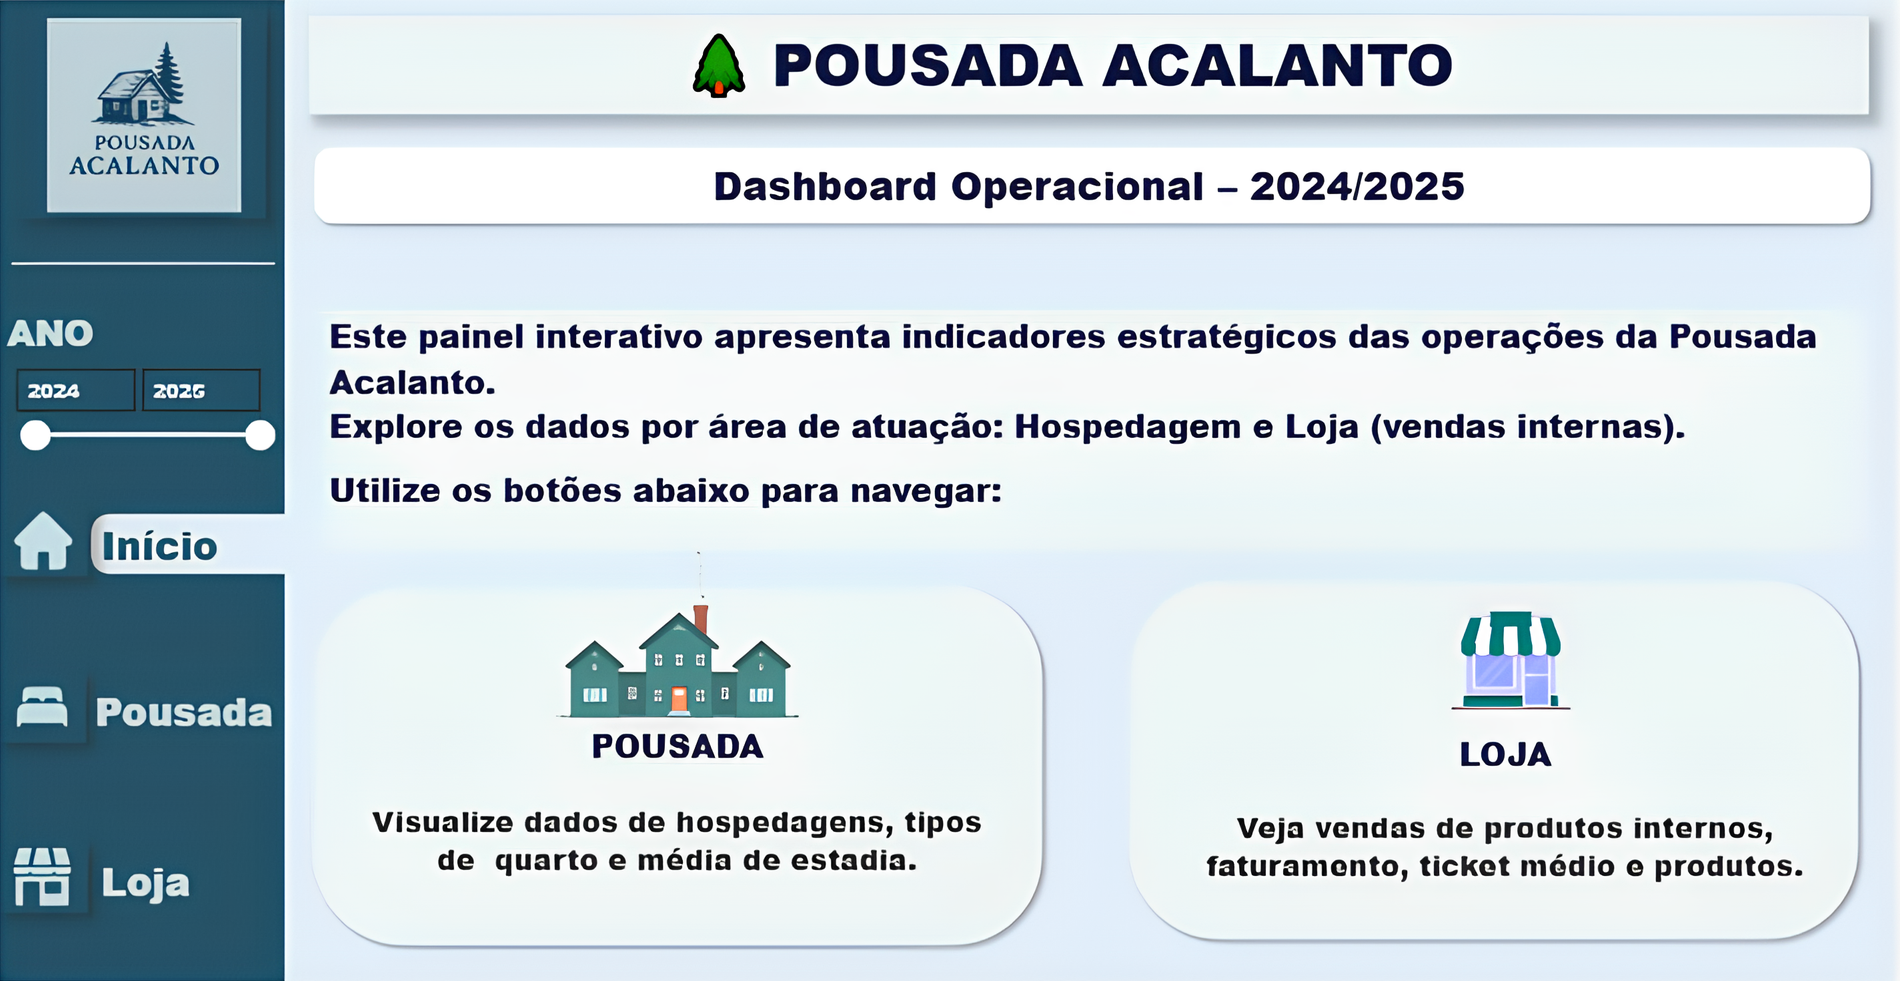 POUSADA
ACALANTO
ANO
2024
Início
Pousada
Loja
POUSADA ACALANTO
Dashboard Operacional – 2024/2025
Este painel interativo apresenta indicadores estratégicos das operações da Pousada
Acalanto.
Explore os dados por área de atuação: Hospedagem e Loja (vendas internas).
Utilize os botões abaixo para navegar:
POUSADA
Visualize dados de hospedagens, tipos
de quarto e média de estadia.
LOJA
Veja vendas de produtos internos,
faturamento, ticket médio e produtos.